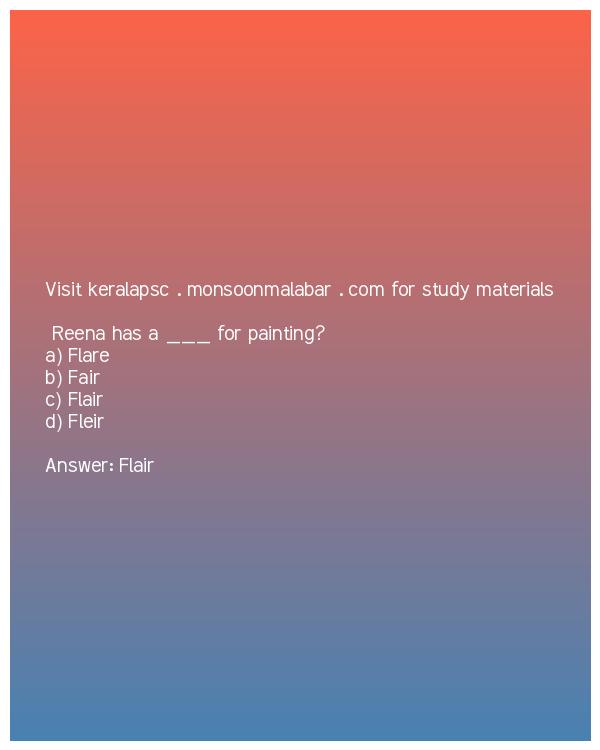 Visit keralapsc . monsoonmalabar . com for study materials
Reena has a ___ for painting?
a) Flare
b) Fair
c) Flair
d) Fleir
Answer: Flair